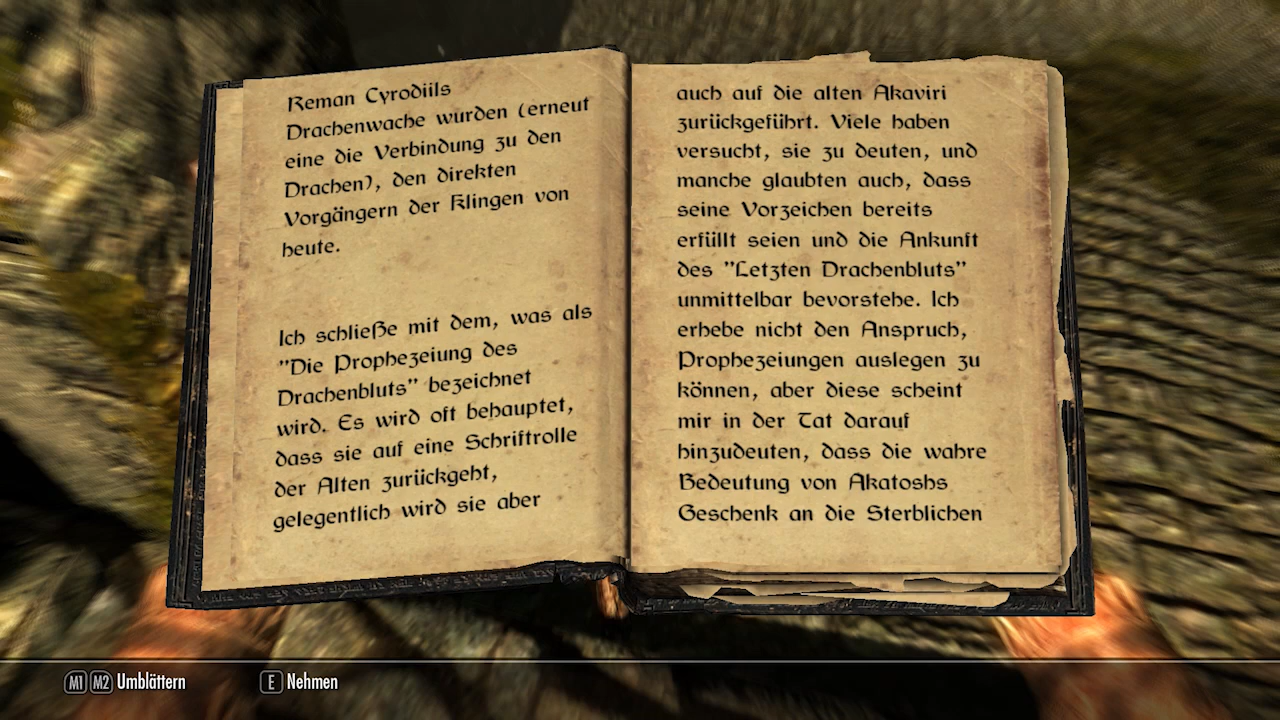 Reman Cyrodiils
Drachenwache wurden (erneut
eine die Verbindung zu den
Drachen), den direkten
Vorgängern der Klingen von
heute.
Ich schließe mit dem, was als
"Die Prophezeiung des
Drachenbluts" bezeichnet
wird. Es wird oft behauptet,
dass sie auf eine Schriftrolle
der Alten zurückgeht,
gelegentlich wird sie aber
auch auf die alten Akaviri
zurückgeführt. Viele haben
versucht, sie zu deuten, und
manche glaubten auch, dass
seine Vorzeichen bereits
erfüllt seien und die Ankunft
des "Letzten Drachenbluts"
unmittelbar bevorstehe. Ich
erhebe nicht den Anspruch,
Prophezeiungen auslegen zu
können, aber diese scheint
mir in der Tat darauf
hinzudeuten, dass die wahre
Bedeutung von Akatoshs
Geschenk an die Sterblichen
M1 M2 Umblättern
E Nehmen